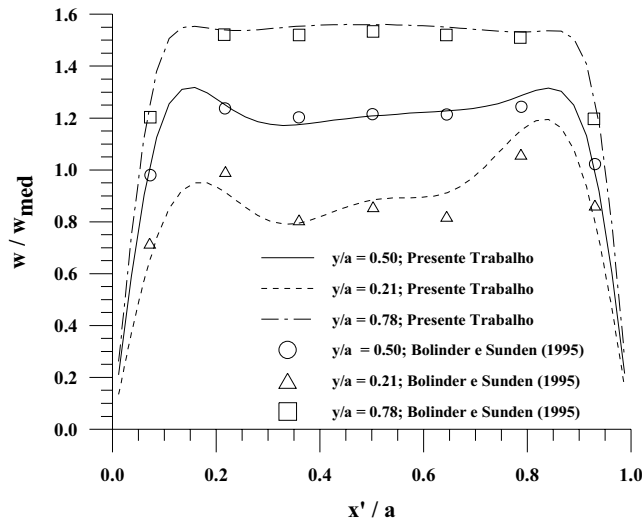 1.6
1.4
1.2
1.0
0.8
0.6
0.4
0.2
0.0
w / wmed
y/a = 0.50; Presente Trabalho
y/a = 0.21; Presente Trabalho
y/a = 0.78; Presente Trabalho
y/a = 0.50; Bolinder e Sunden (1995)
y/a = 0.21; Bolinder e Sunden (1995)
y/a = 0.78; Bolinder e Sunden (1995)
0.0 0.2 0.4 0.6 0.8 1.0
x' / a